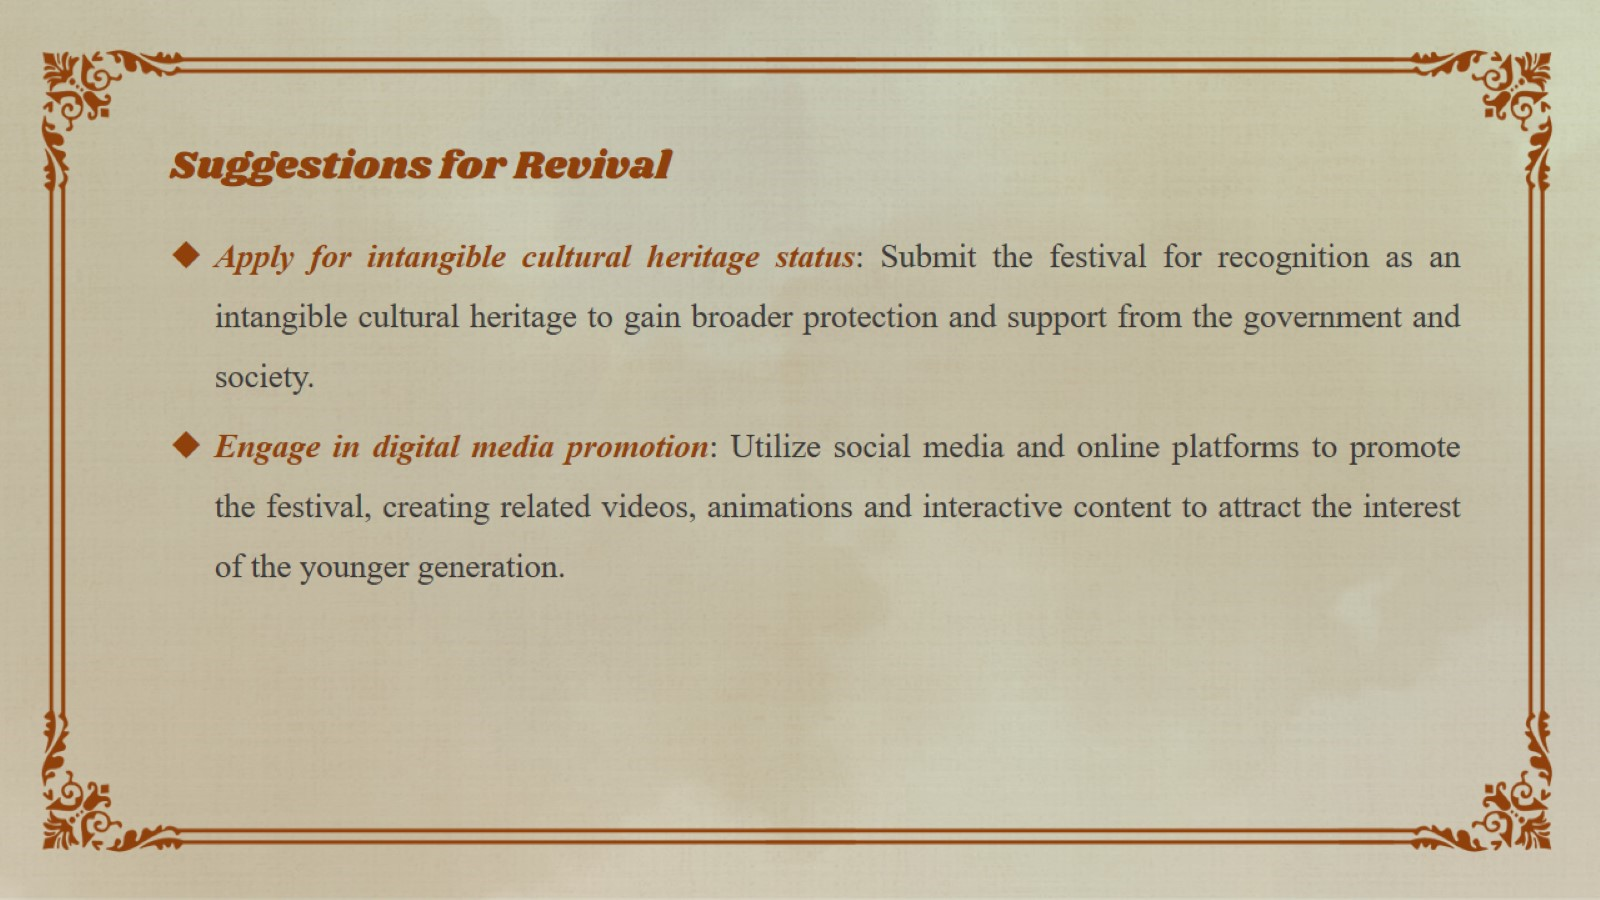 Suggestions for Revival
Apply for intangible cultural heritage status: Submit the festival for recognition as an
intangible cultural heritage to gain broader protection and support from the government and
society.
Engage in digital media promotion: Utilize social media and online platforms to promote
the festival, creating related videos, animations and interactive content to attract the interest
of the younger generation.